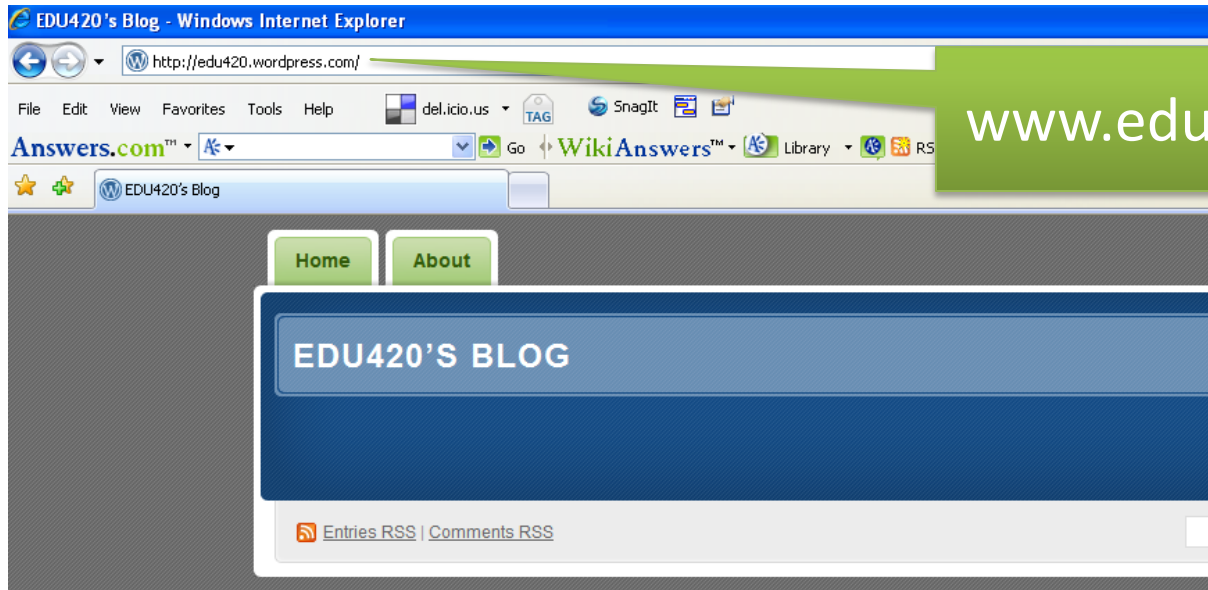 EDU420's Blog - Windows Internet Explorer
http://edu420.wordpress.com/
www.edu
File Edit View Favorites Tools Help del.icio.us TAG SnagIt
Answers.com™ Go WikiAnswers™ Library RS
EDU420's Blog
Home About
EDU420'S BLOG
Entries RSS | Comments RSS